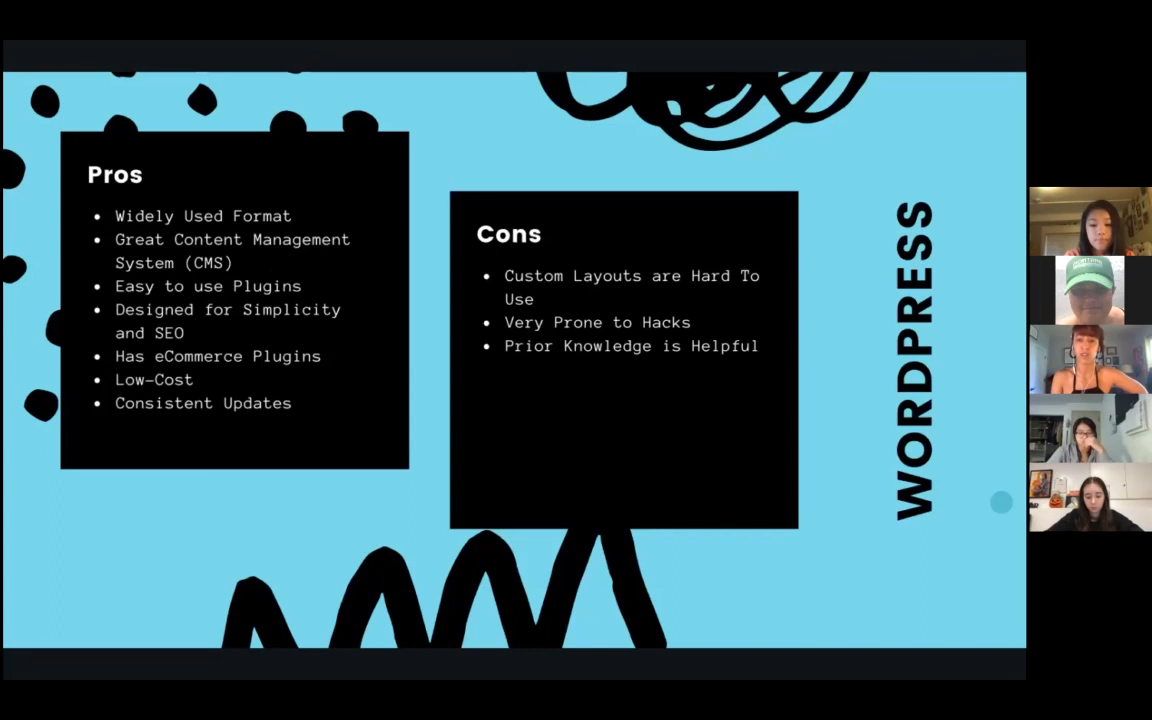 Pros
• Widely Used Format
• Great Content Management
System (CMS)
• Easy to use Plugins
• Designed for Simplicity
and SEO
• Has eCommerce Plugins
• Low-Cost
• Consistent Updates
Cons
• Custom Layouts are Hard To
Use
• Very Prone to Hacks
• Prior Knowledge is Helpful
WORDPRESS